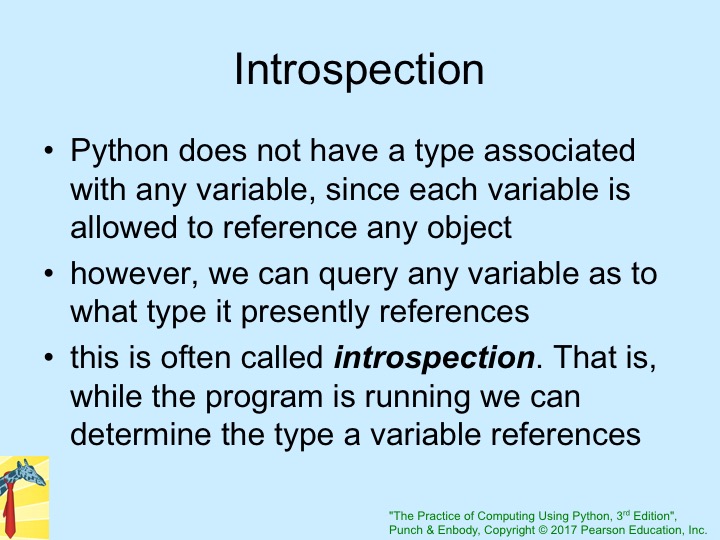 Introspection
• Python does not have a type associated
with any variable, since each variable is
allowed to reference any object
• however, we can query any variable as to
what type it presently references
• this is often called introspection. That is,
while the program is running we can
determine the type a variable references
"The Practice of Computing Using Python, 3rd Edition",
Punch & Enbody, Copyright © 2017 Pearson Education, Inc.